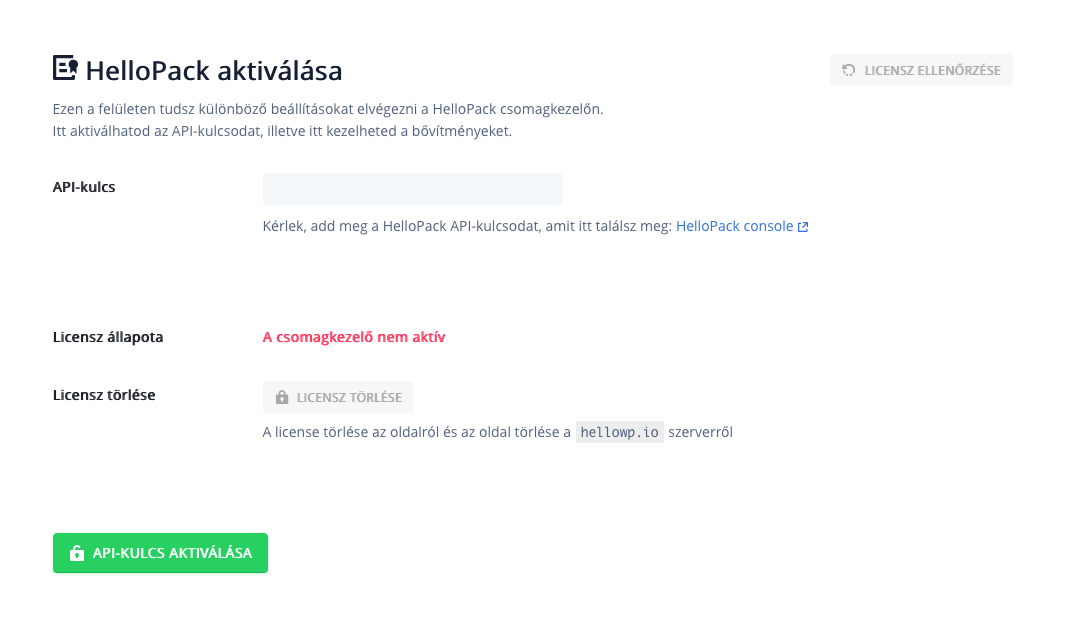 HelloPack aktiválása
LICENSZ ELLENŐRZÉSE
Ezen a felületen tudsz különböző beállításokat elvégezni a HelloPack csomagkezelőn.
Itt aktiválhatod az API-kulcsodat, illetve itt kezelheted a bővítményeket.
API-kulcs
Kérlek, add meg a HelloPack API-kulcsodat, amit itt találsz meg: HelloPack console
Licensz állapota
A csomagkezelő nem aktív
Licensz törlése
LICENSZ TÖRLÉSE
A license törlése az oldalról és az oldal törlése a hellowp.io szerverről
API-KULCS AKTIVÁLÁSA